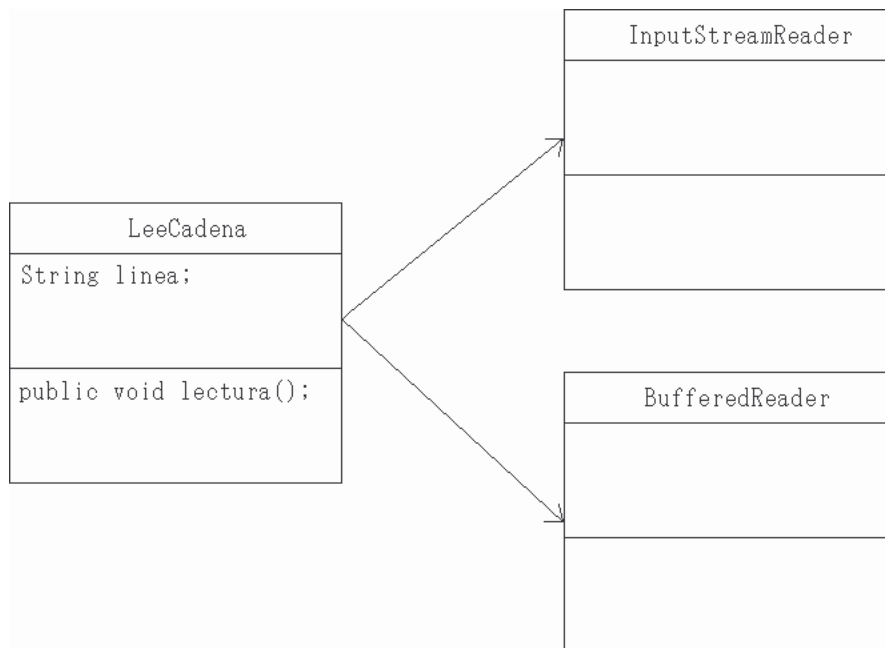 InputStreamReader
LeeCadena
String linea;
public void lectura();
BufferedReader